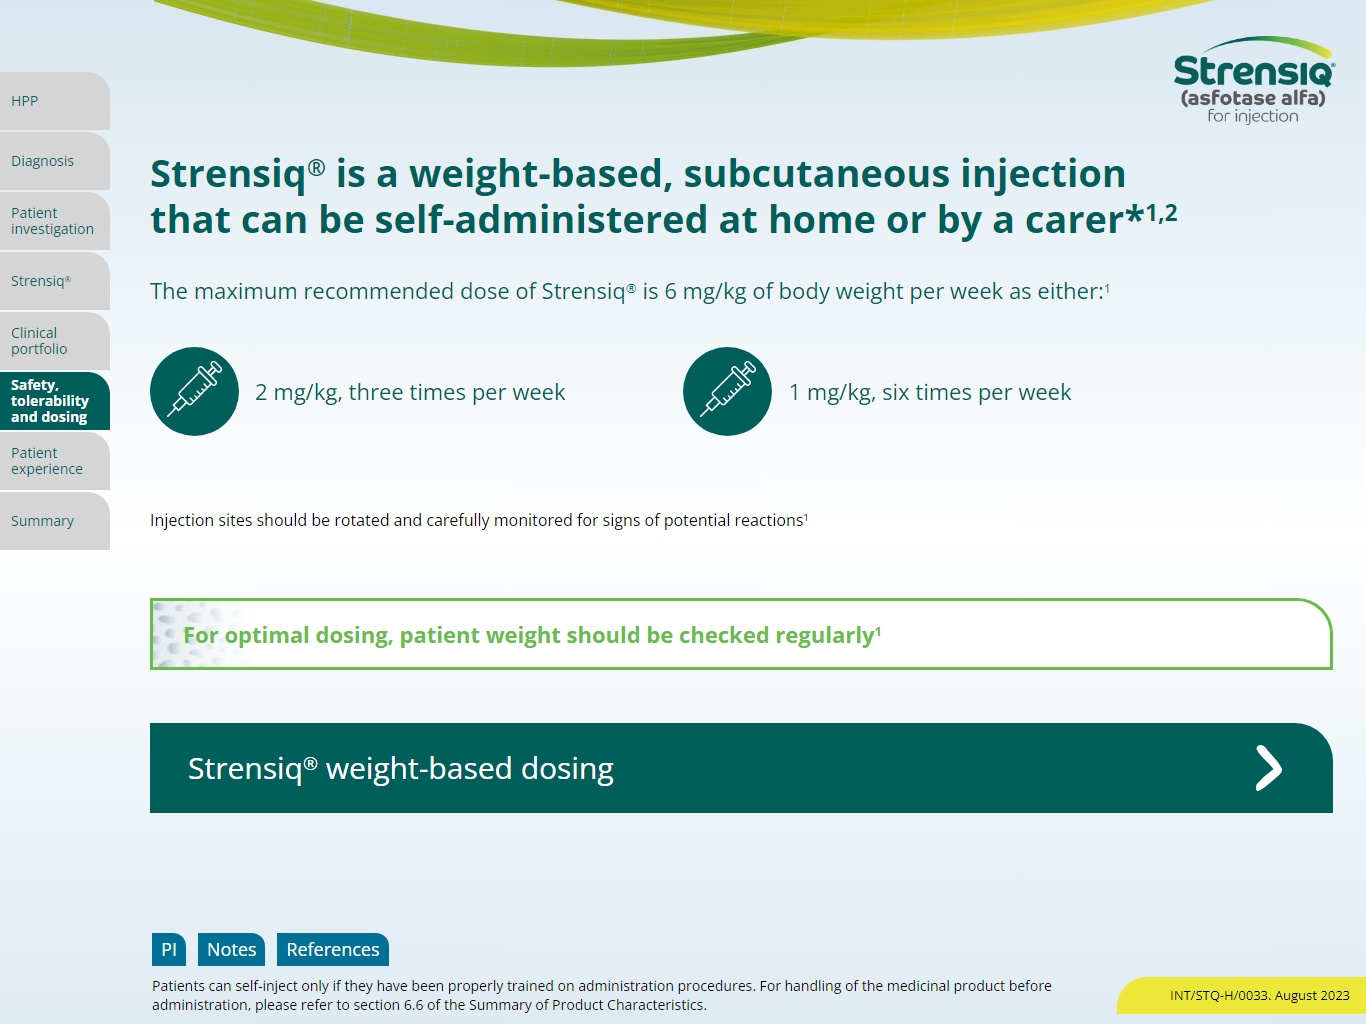 Strensiq®
(asfotase alfa)
for injection
HPP
Diagnosis
Patient
investigation
Strensiq®
Clinical
portfolio
Safety,
tolerability
and dosing
Patient
experience
Summary
Strensiq® is a weight-based, subcutaneous injection
that can be self-administered at home or by a carer*1,2
The maximum recommended dose of Strensiq® is 6 mg/kg of body weight per week as either:1
2 mg/kg, three times per week
1 mg/kg, six times per week
Injection sites should be rotated and carefully monitored for signs of potential reactions1
For optimal dosing, patient weight should be checked regularly1
Strensiq® weight-based dosing
PI
Notes
References
Patients can self-inject only if they have been properly trained on administration procedures. For handling of the medicinal product before
administration, please refer to section 6.6 of the Summary of Product Characteristics.
INT/STQ-H/0033. August 2023